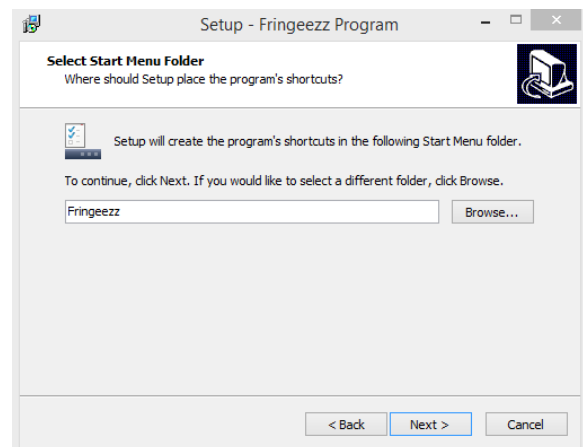 Setup - Fringeezz Program
Select Start Menu Folder
Where should Setup place the program's shortcuts?
Setup will create the program's shortcuts in the following Start Menu folder.
To continue, click Next. If you would like to select a different folder, click Browse.
Fringeezz
Browse...
< Back
Next >
Cancel